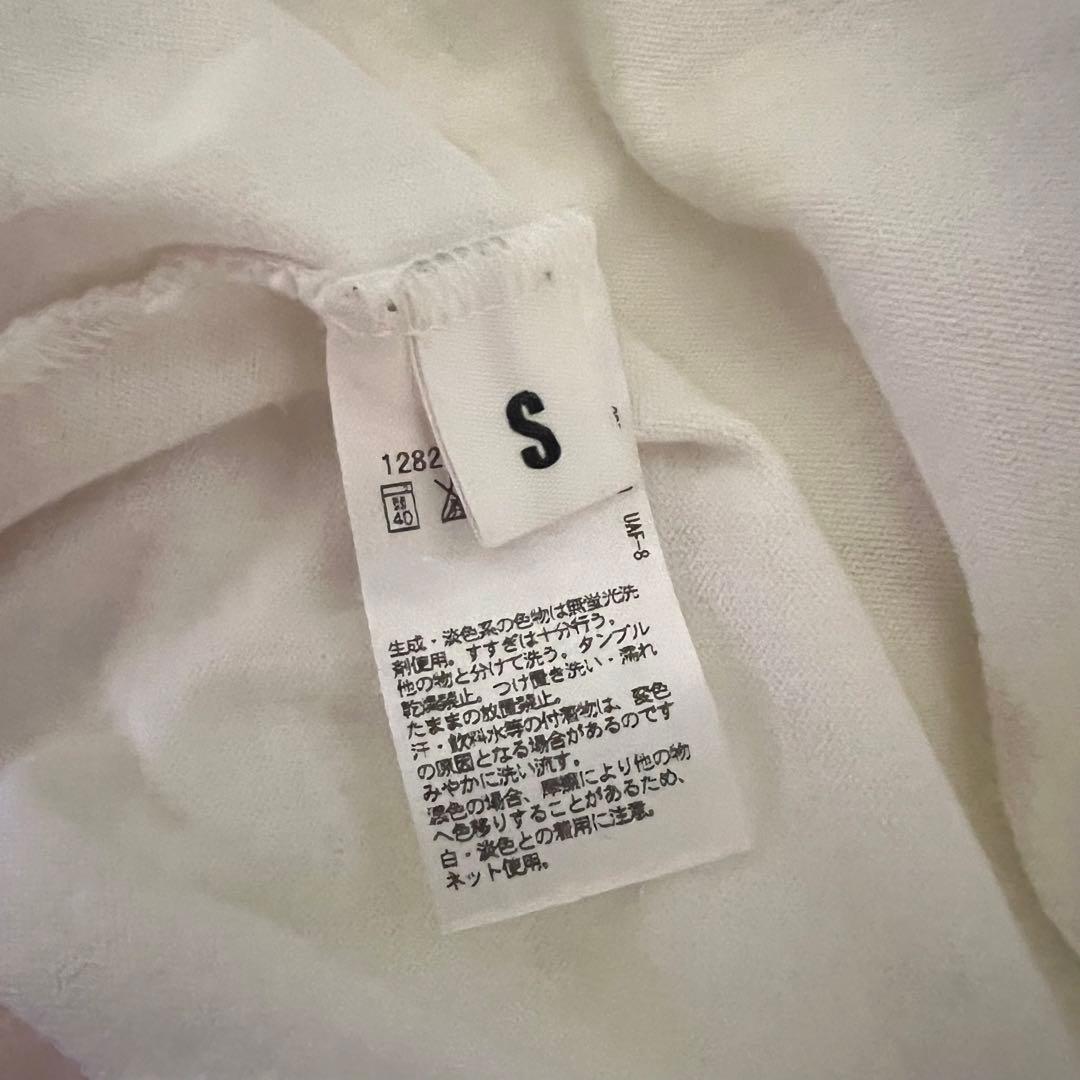 S
1282
弱
40
UAF-8
生成・淡色系の色物は無蛍光洗
剤使用。すすぎは十分行う。
他の物と分けて洗う。タンブル
乾燥禁止。つけ置き洗い・濡れ
たままの放置禁止。
汗・飲料水等の付着物は、変色
の原因となる場合があるのです
みやかに洗い流す。
濃色の場合、摩擦により他の物
へ色移りすることがあるため、
白・淡色との着用に注意。
ネット使用。